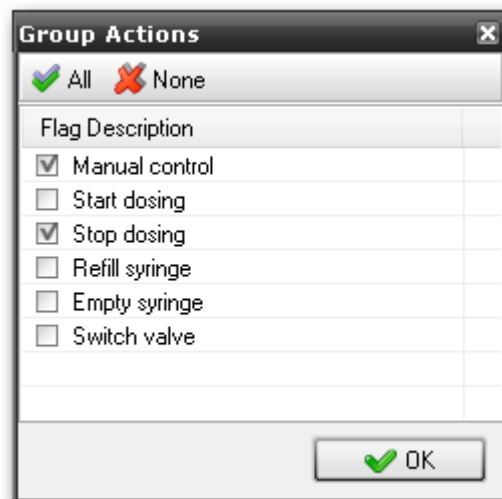 Group Actions
All None
Flag Description
Manual control
Start dosing
Stop dosing
Refill syringe
Empty syringe
Switch valve
OK